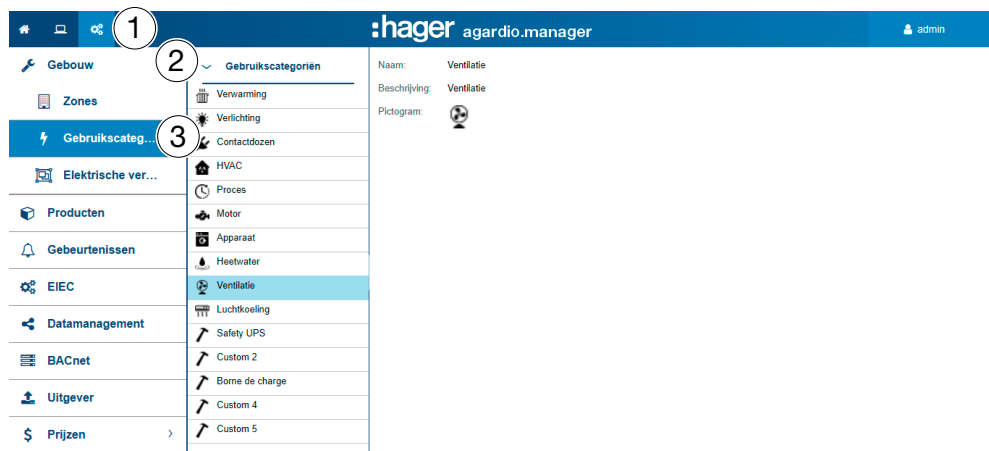 1
:hager agardio.manager
admin
Gebouw
Zones
Gebruikscateg...
Elektrische ver...
Producten
Gebeurtenissen
EIEC
Datamanagement
BACnet
Uitgever
Prijzen
2
3
Gebruikscategoriën
Verwarming
Verlichting
Contactdozen
HVAC
Proces
Motor
Apparaat
Heetwater
Ventilatie
Luchtkoeling
Safety UPS
Custom 2
Borne de charge
Custom 4
Custom 5
Naam: Ventilatie
Beschrijving: Ventilatie
Pictogram: